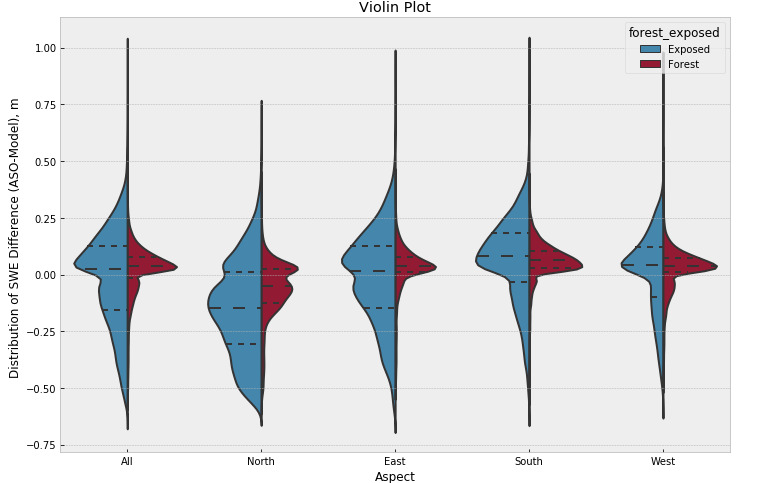 Violin Plot
forest_exposed
Exposed
Forest
Distribution of SWE Difference (ASO-Model), m
1.00
0.75
0.50
0.25
0.00
−0.25
−0.50
−0.75
All
North
East
South
West
Aspect